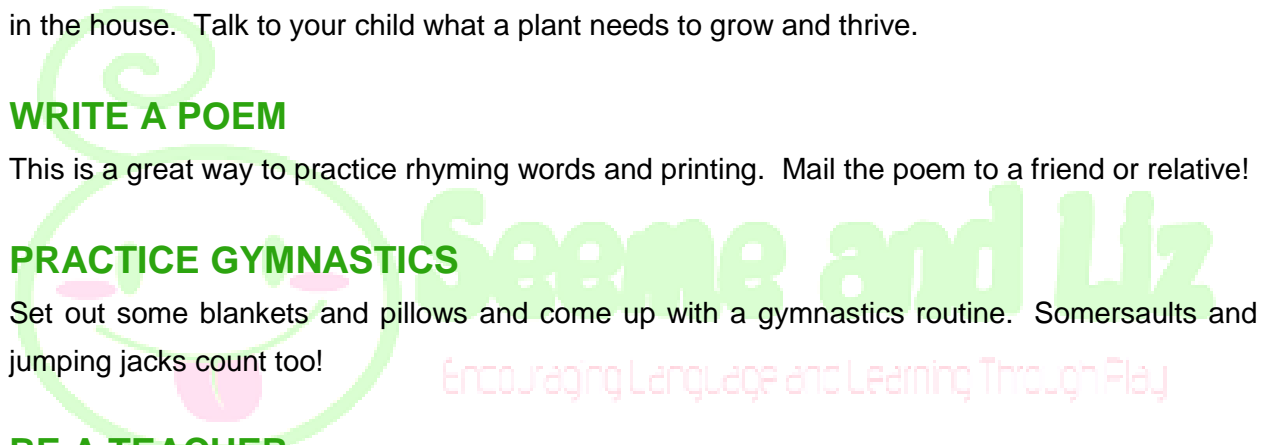 in the house.  Talk to your child what a plant needs to grow and thrive.
WRITE A POEM
This is a great way to practice rhyming words and printing.  Mail the poem to a friend or relative!
Seeme and Liz
PRACTICE GYMNASTICS
Set out some blankets and pillows and come up with a gymnastics routine.  Somersaults and
jumping jacks count too!
Encouraging Language and Learning Through Play
BE A TEACHER